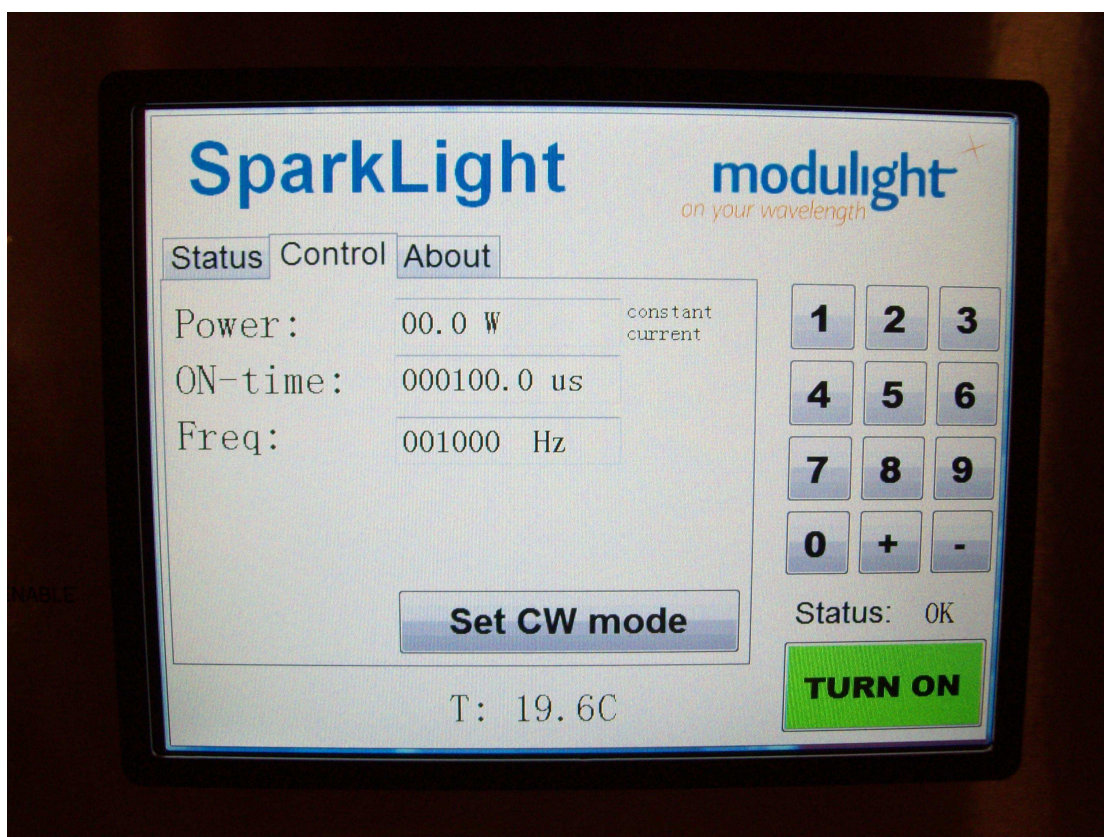 SparkLight
modulight
on your wavelength
Status Control About
Power: 00.0 W constant
current
ON-time: 000100.0 us
Freq: 001000 Hz
Set CW mode
T: 19.6C
1 2 3
4 5 6
7 8 9
0 + -
Status: OK
TURN ON